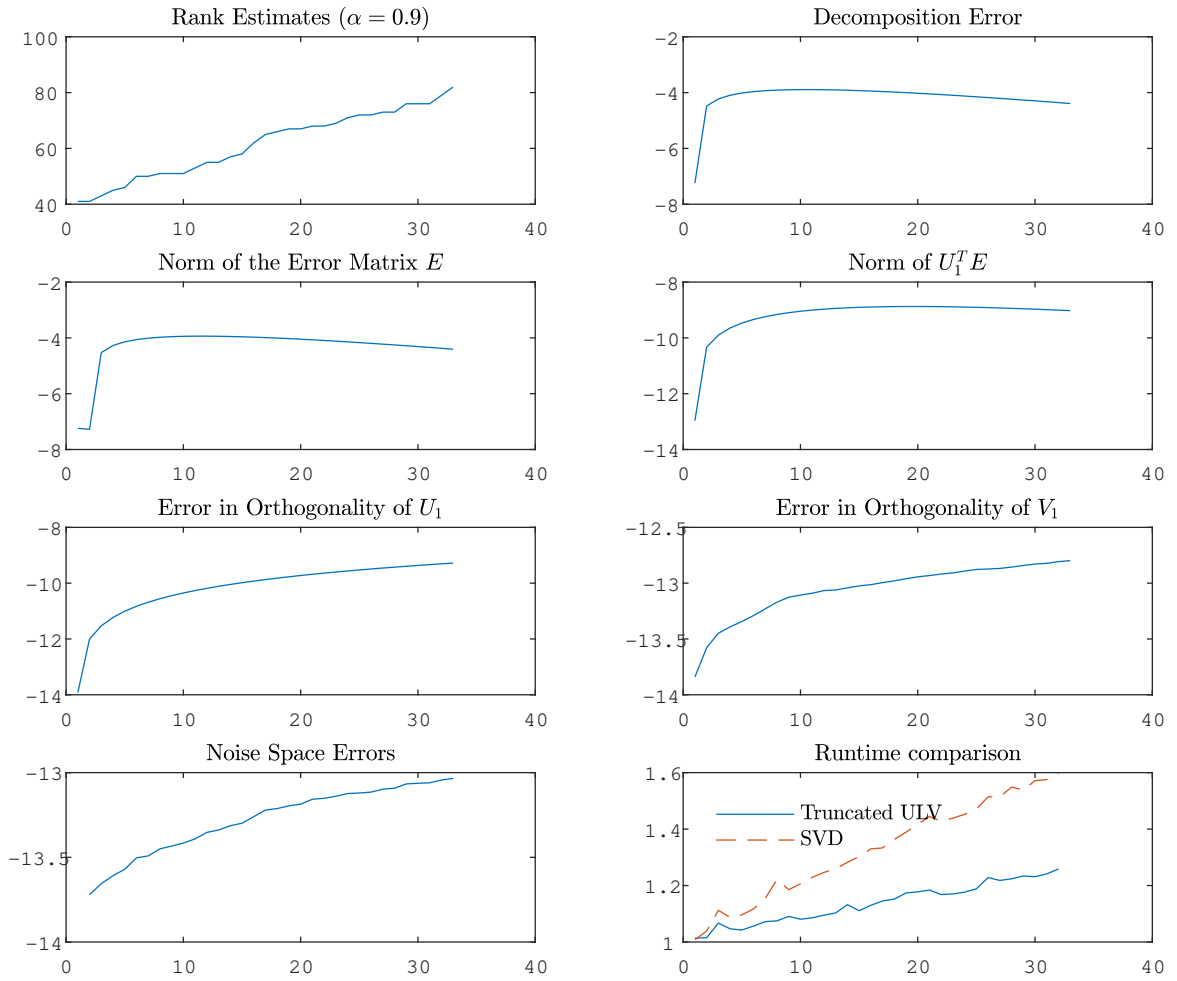 Rank Estimates (α = 0.9)
100
80
60
40
0 10 20 30 40
Decomposition Error
−2
−4
−6
−8
0 10 20 30 40
Norm of the Error Matrix E
−2
−4
−6
−8
0 10 20 30 40
Norm of U₁ᵀE
−8
−10
−12
−14
0 10 20 30 40
Error in Orthogonality of U₁
−8
−10
−12
−14
0 10 20 30 40
Error in Orthogonality of V₁
−12.5
−13
−13.5
−14
0 10 20 30 40
Noise Space Errors
−13
−13.5
−14
0 10 20 30 40
Runtime comparison
1.6
1.4
1.2
1
Truncated ULV
SVD
0 10 20 30 40